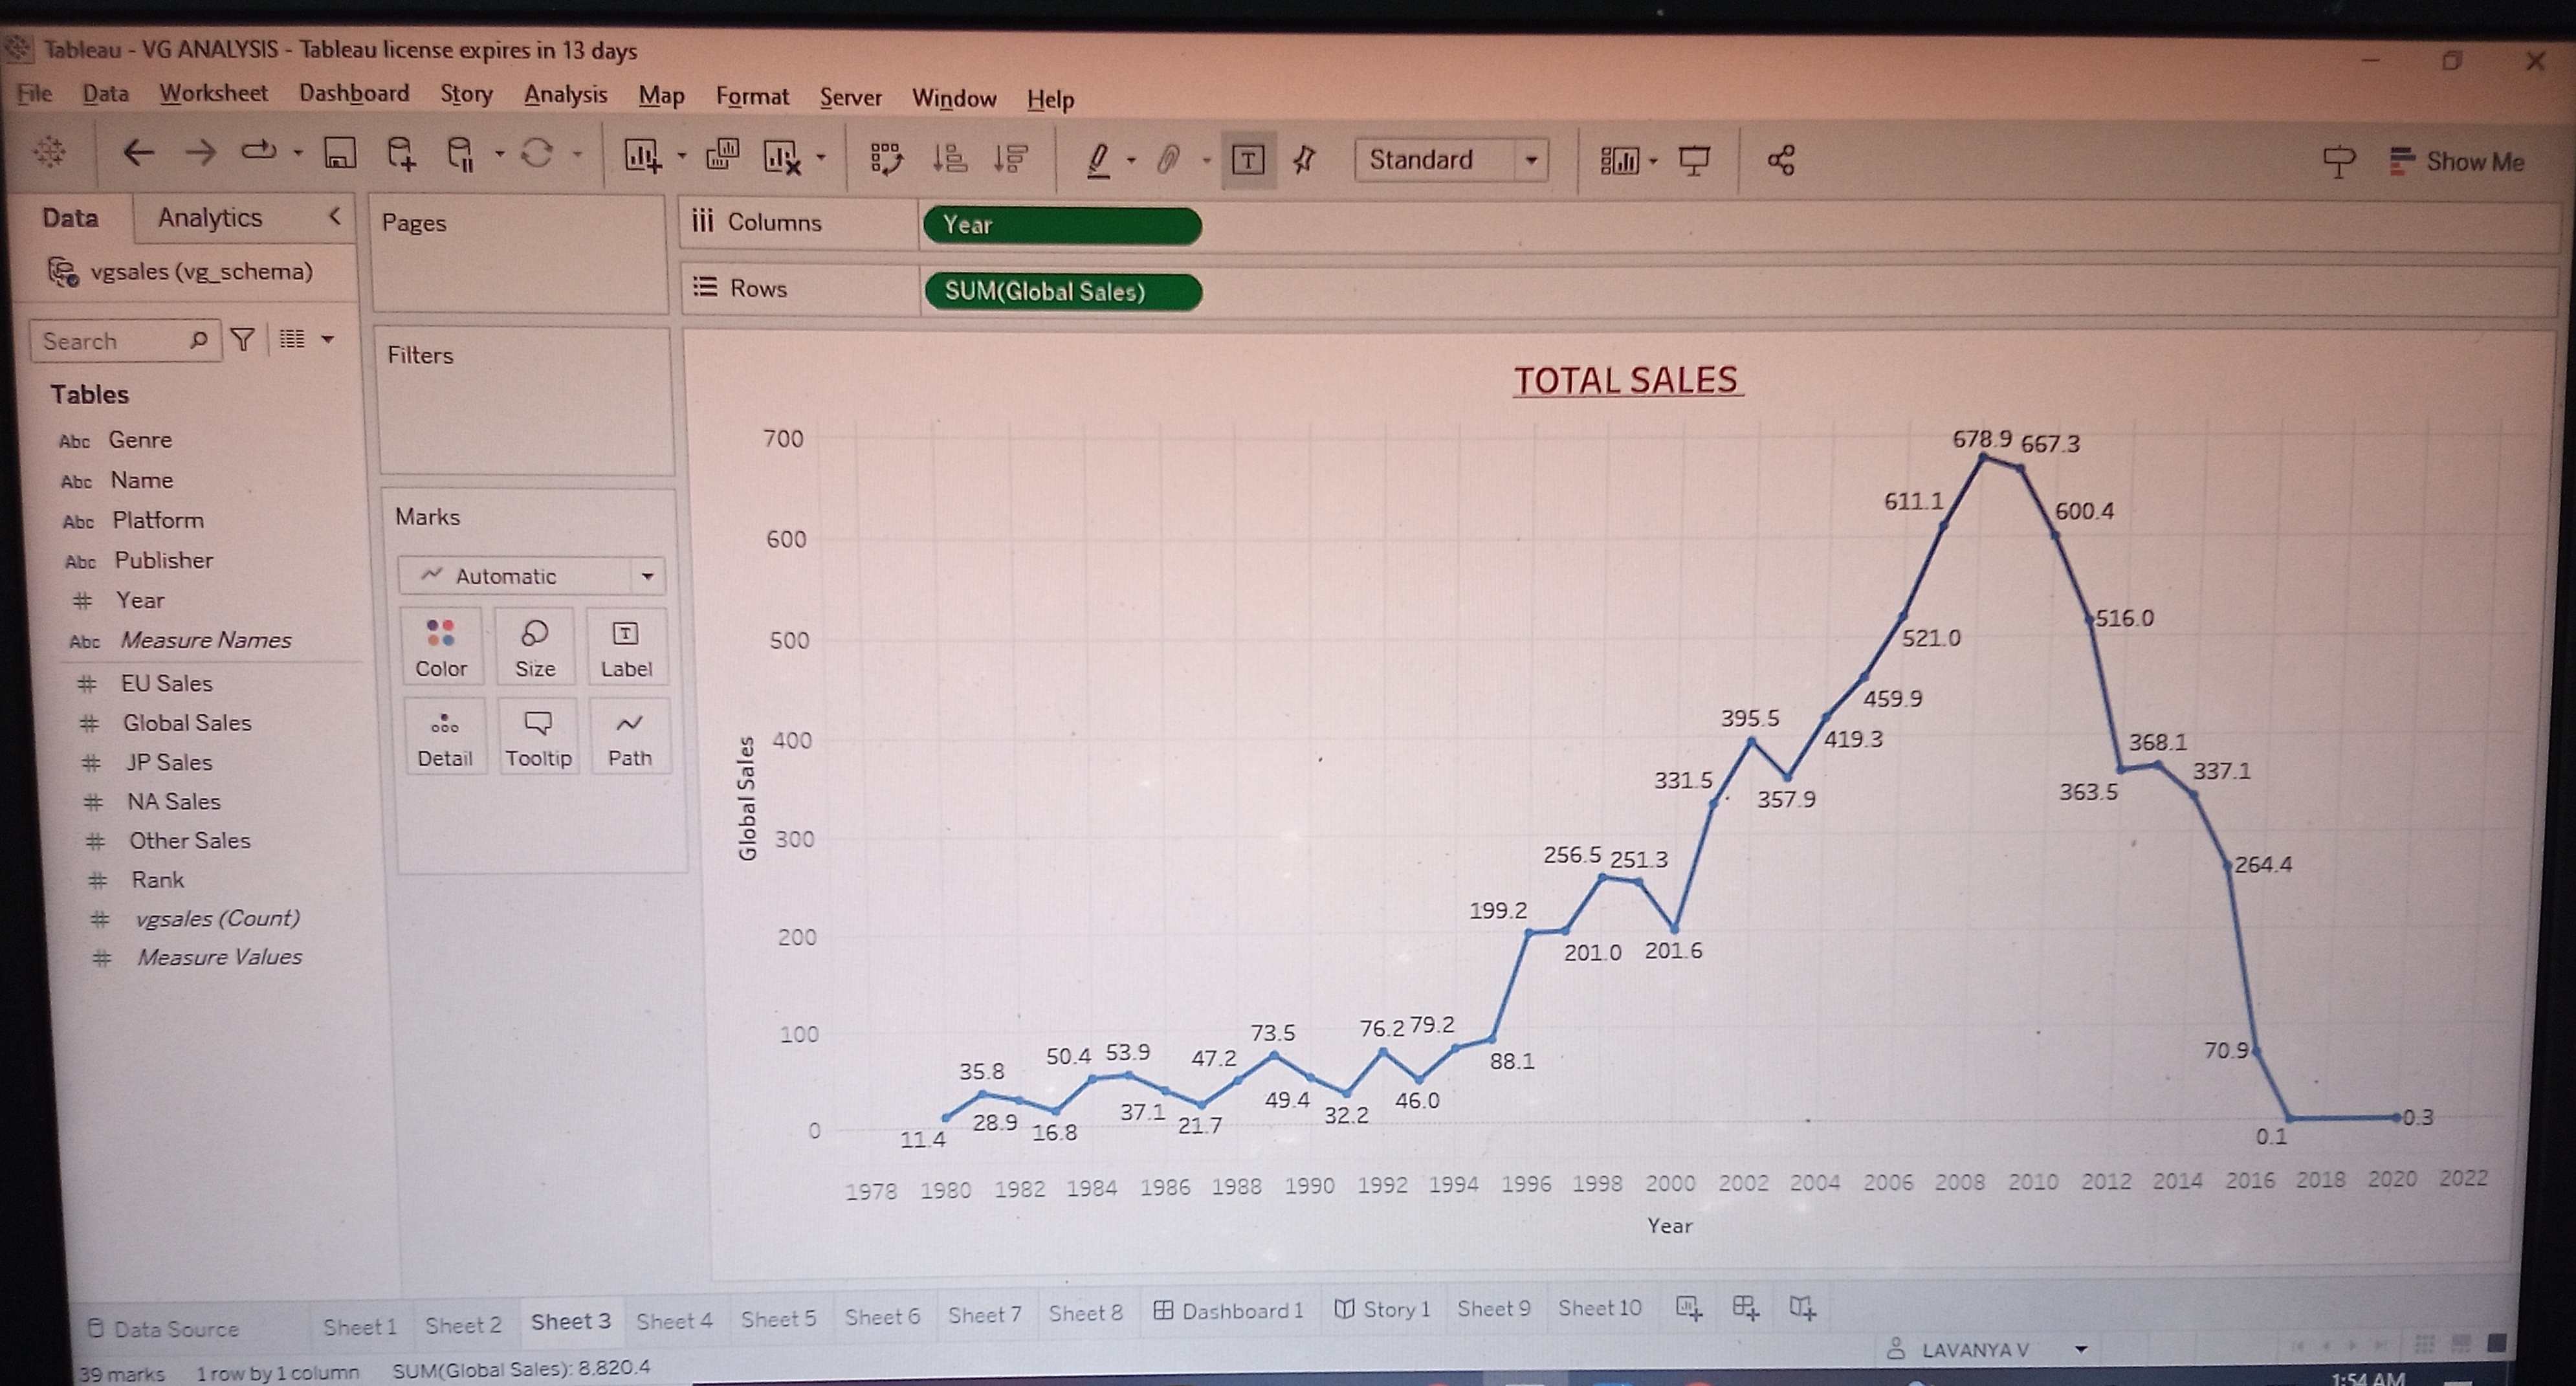 Tableau - VG ANALYSIS - Tableau license expires in 13 days
File Data Worksheet Dashboard Story Analysis Map Format Server Window Help
Standard
Show Me
Data Analytics
vgsales (vg_schema)
Search
Tables
Abc Genre
Abc Name
Abc Platform
Abc Publisher
# Year
Abc Measure Names
# EU Sales
# Global Sales
# JP Sales
# NA Sales
# Other Sales
# Rank
# vgsales (Count)
# Measure Values
Pages
Filters
Marks
Automatic
Color Size Label
Detail Tooltip Path
Columns Year
Rows SUM(Global Sales)
TOTAL SALES
Global Sales
700
600
500
400
300
200
100
0
11.4
35.8
28.9
16.8
50.4
53.9
37.1
21.7
47.2
73.5
49.4
32.2
76.2
46.0
79.2
88.1
199.2
201.0
256.5
251.3
201.6
331.5
395.5
357.9
419.3
459.9
521.0
611.1
678.9
667.3
600.4
516.0
363.5
368.1
337.1
264.4
70.9
0.1
0.3
1978 1980 1982 1984 1986 1988 1990 1992 1994 1996 1998 2000 2002 2004 2006 2008 2010 2012 2014 2016 2018 2020 2022
Year
Data Source Sheet 1 Sheet 2 Sheet 3 Sheet 4 Sheet 5 Sheet 6 Sheet 7 Sheet 8 Dashboard 1 Story 1 Sheet 9 Sheet 10
39 marks 1 row by 1 column SUM(Global Sales): 8,820.4
LAVANYA V
1:54 AM